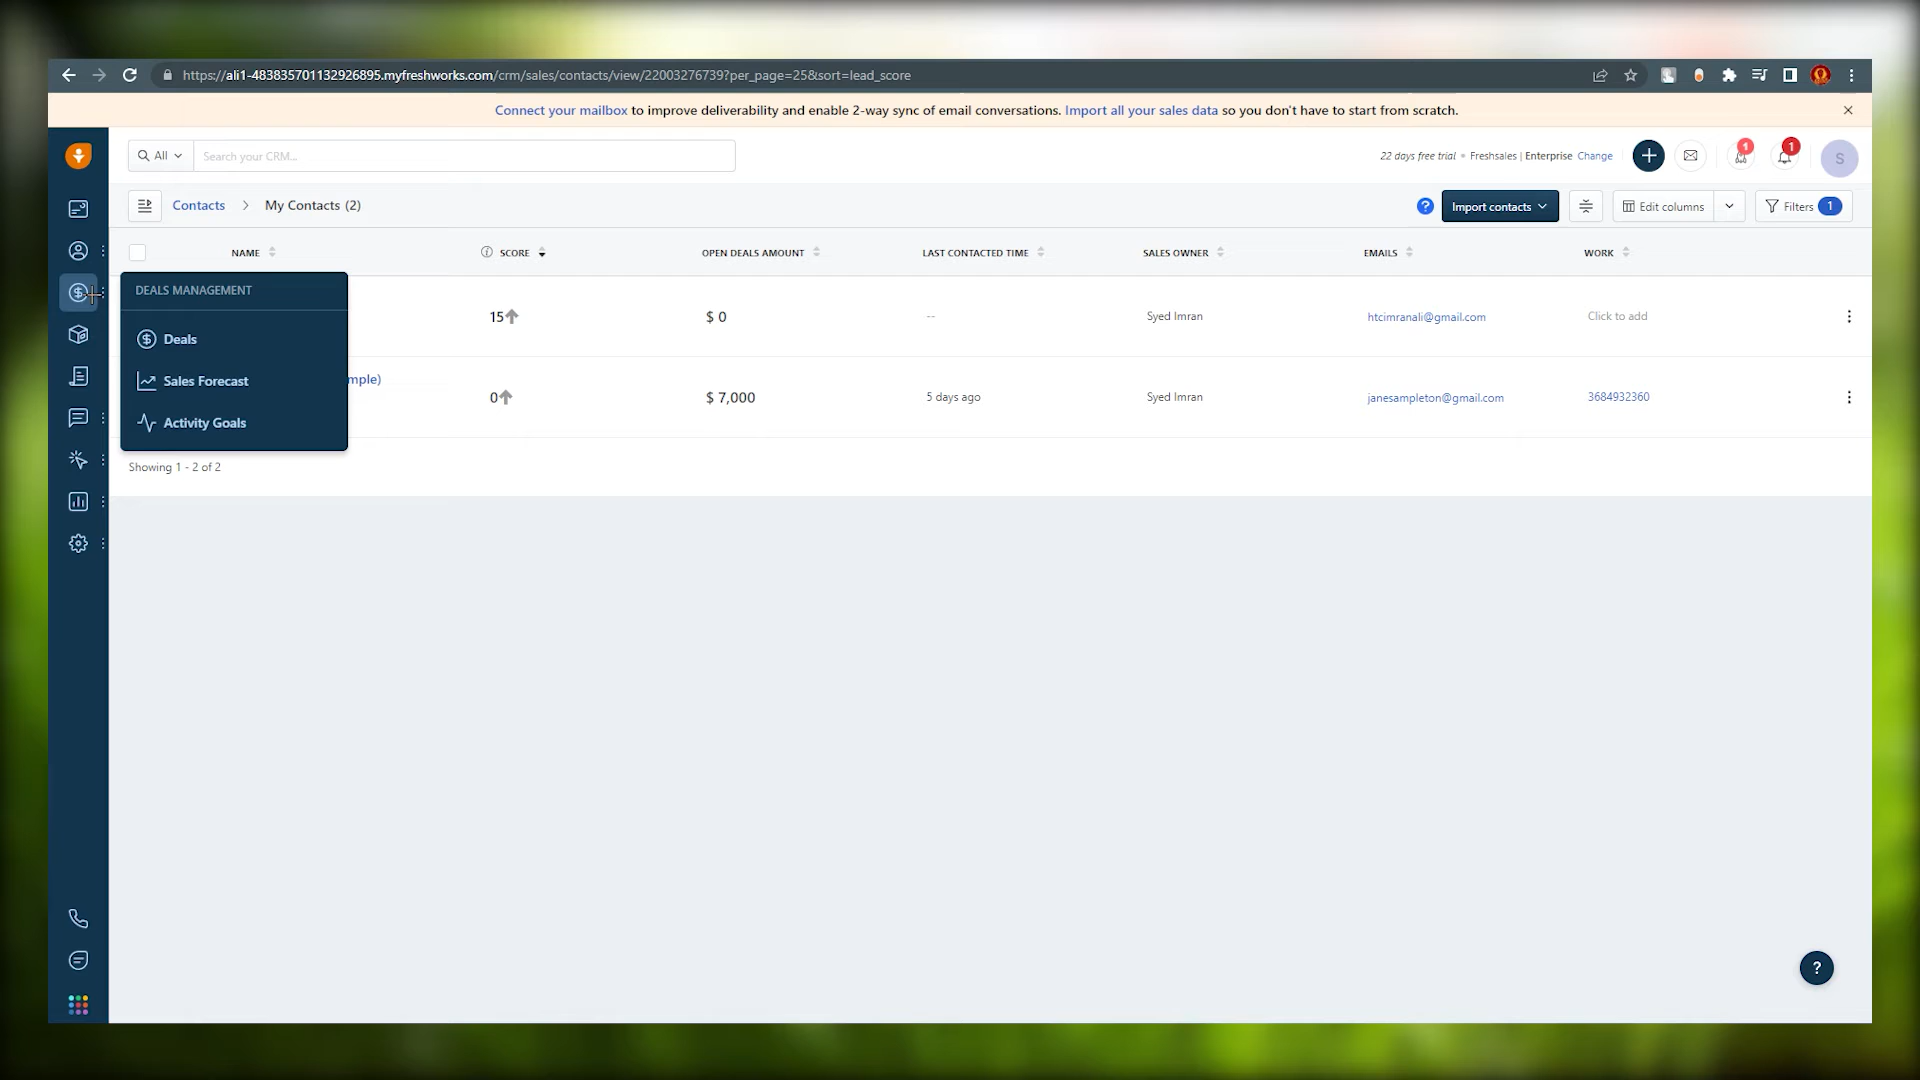 https://ali1-483835701132926895.myfreshworks.com/crm/sales/contacts/view/22003276739?per_page=25&sort=lead_score
Connect your mailbox to improve deliverability and enable 2-way sync of email conversations. Import all your sales data so you don't have to start from scratch.
All
Search your CRM...
22 days free trial • Freshsales | Enterprise Change
1
1
S
Contacts > My Contacts (2)
?
Import contacts
Edit columns
Filters 1
NAME
SCORE
OPEN DEALS AMOUNT
LAST CONTACTED TIME
SALES OWNER
EMAILS
WORK
DEALS MANAGEMENT
Deals
Sales Forecast
Activity Goals
15
$ 0
--
Syed Imran
htcimranali@gmail.com
Click to add
mple)
0
$ 7,000
5 days ago
Syed Imran
janesampleton@gmail.com
3684932360
Showing 1 - 2 of 2
?